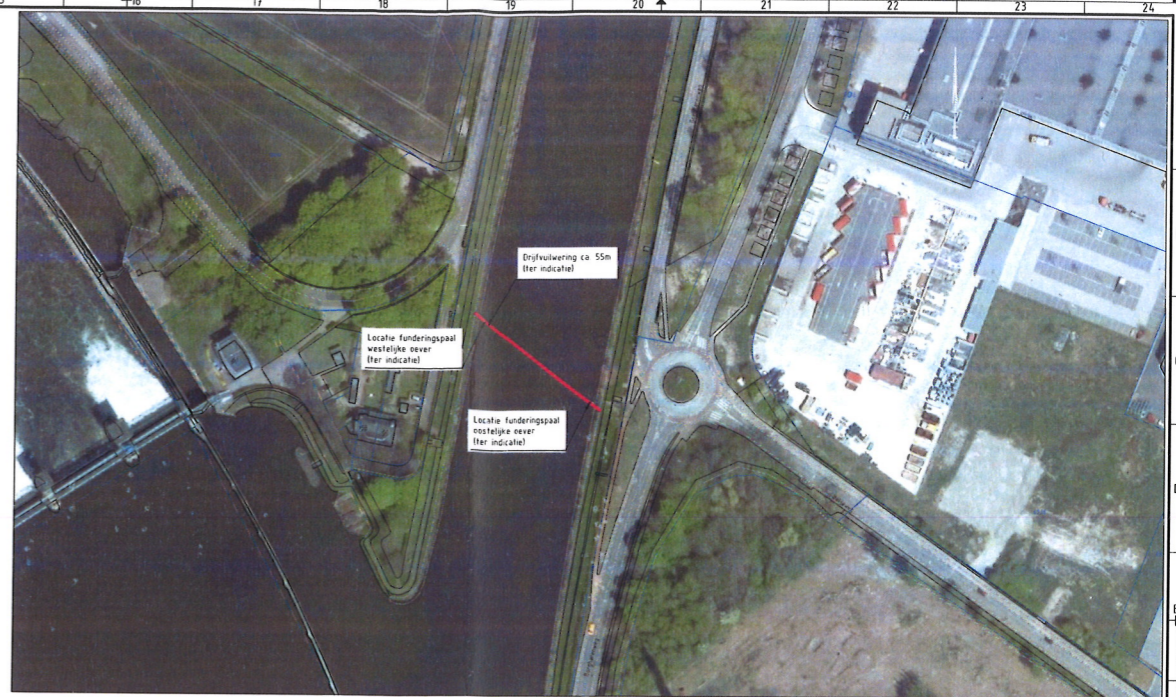 16
17
18
19
20
21
22
23
24
Drijfvuilwering ca. 55m
(ter indicatie)
Locatie funderingspaal
westelijke oever
(ter indicatie)
Locatie funderingspaal
oostelijke oever
(ter indicatie)